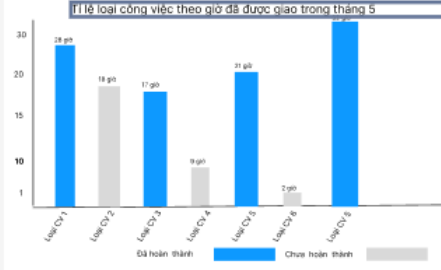 Tỉ lệ loại công việc theo giờ đã được giao trong tháng 5
30
28 giờ
20
18 giờ
17 giờ
21 giờ
15
10
9 giờ
2 giờ
1
Loại CV 1
Loại CV 2
Loại CV 3
Loại CV 4
Loại CV 5
Loại CV 6
Loại CV 5
Đã hoàn thành
Chưa hoàn thành